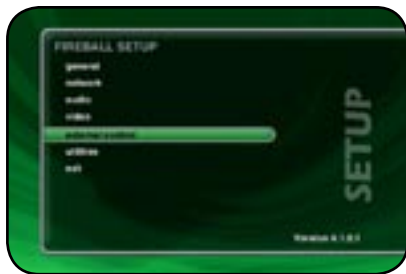 FIREBALL SETUP
general
network
audio
video
external control
utilities
exit
SETUP